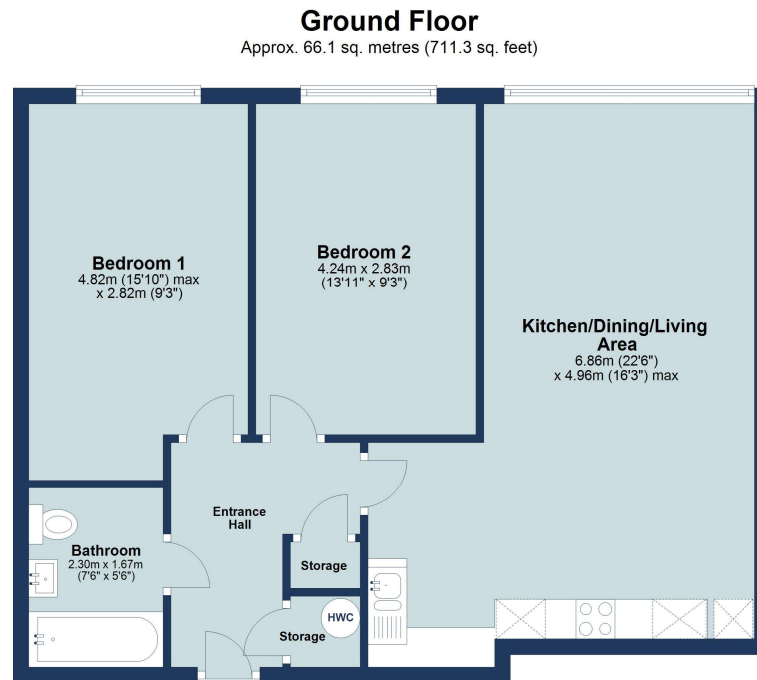 Ground Floor
Approx. 66.1 sq. metres (711.3 sq. feet)
Bedroom 1
4.82m (15'10") max
x 2.82m (9'3")
Bedroom 2
4.24m x 2.83m
(13'11" x 9'3")
Kitchen/Dining/Living
Area
6.86m (22'6")
x 4.96m (16'3") max
Entrance
Hall
Bathroom
2.30m x 1.67m
(7'6" x 5'6")
Storage
HWC
Storage